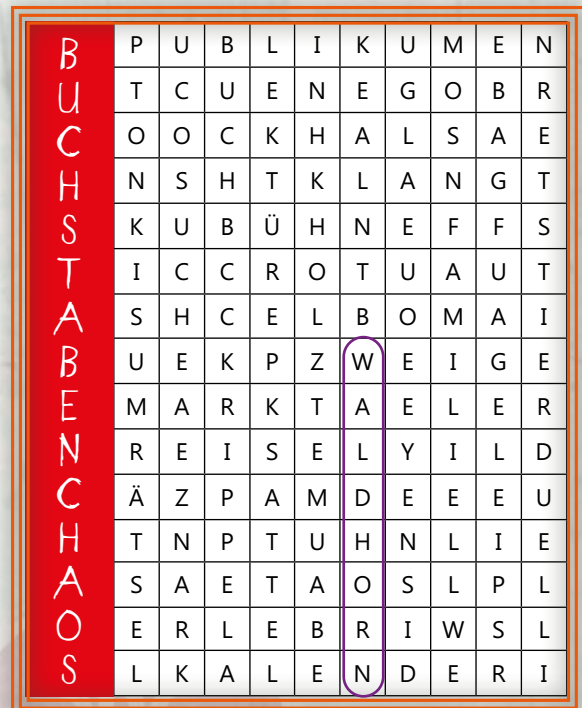 BUCHSTABENCHAOS
P U B L I K U M E N
T C U E N E G O B R
O O C K H A L S A E
N S H T K L A N G T
K U B Ü H N E F F S
I C C R O T U A U T
S H C E L B O M A I
U E K P Z W E I G E
M A R K T A E L E R
R E I S E L Y I L D
Ä Z P A M D E E E U
T N P T U H N L I E
S A E T A O S L P L
E R L E B R I W S L
L K A L E N D E R I